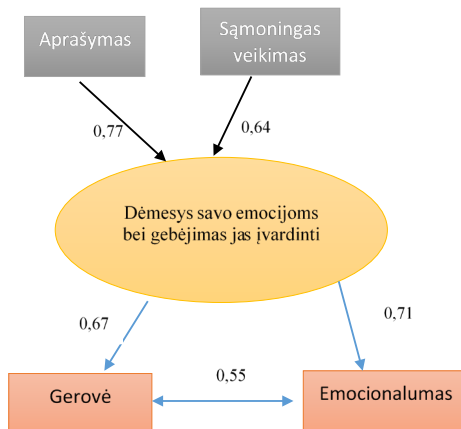 Aprašymas
Sąmoningas
veikimas
0,77
0,64
Dėmesys savo emocijoms
bei gebėjimas jas įvardinti
0,67
0,71
0,55
Gerovė
Emocionalumas